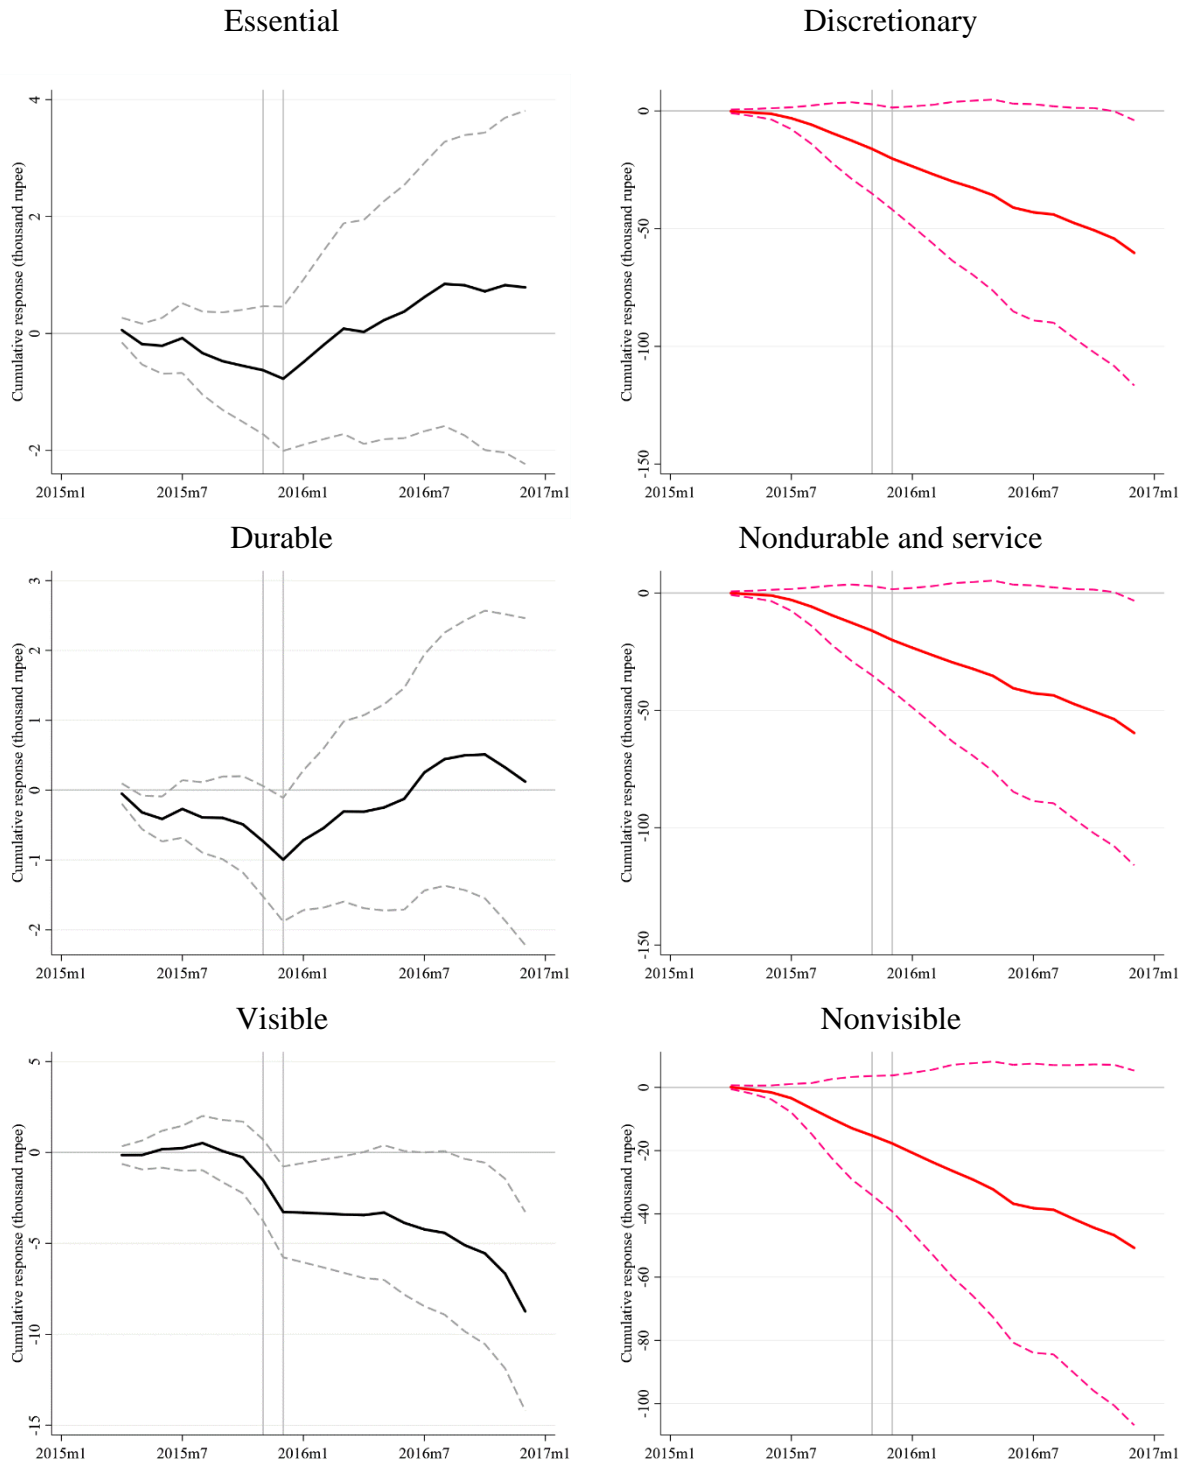 Essential
Cumulative response (thousand rupee)
4
2
0
-2
2015m1 2015m7 2016m1 2016m7 2017m1
Discretionary
Cumulative response (thousand rupee)
0
-50
-100
-150
2015m1 2015m7 2016m1 2016m7 2017m1
Durable
Cumulative response (thousand rupee)
3
2
1
0
-1
-2
2015m1 2015m7 2016m1 2016m7 2017m1
Nondurable and service
Cumulative response (thousand rupee)
0
-50
-100
-150
2015m1 2015m7 2016m1 2016m7 2017m1
Visible
Cumulative response (thousand rupee)
5
0
-5
-10
-15
2015m1 2015m7 2016m1 2016m7 2017m1
Nonvisible
Cumulative response (thousand rupee)
0
-20
-40
-60
-80
-100
2015m1 2015m7 2016m1 2016m7 2017m1